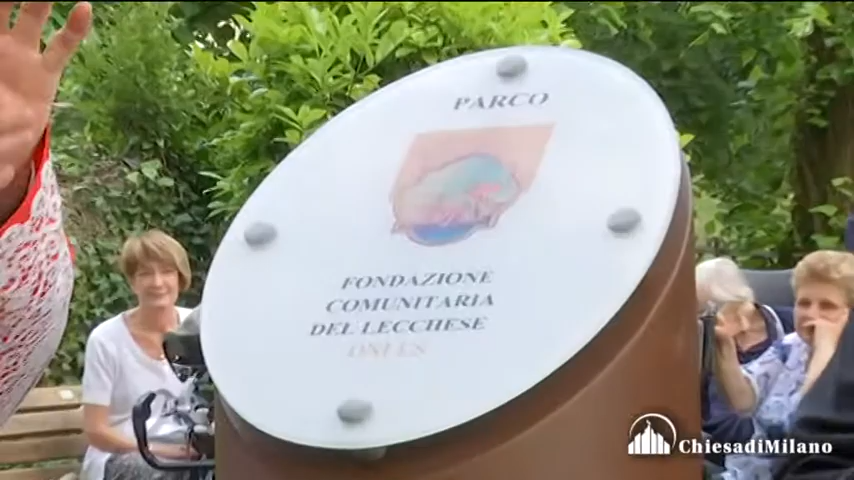 PARCO
FONDAZIONE
COMUNITARIA
DEL LECCHESE
ChiesadiMilano